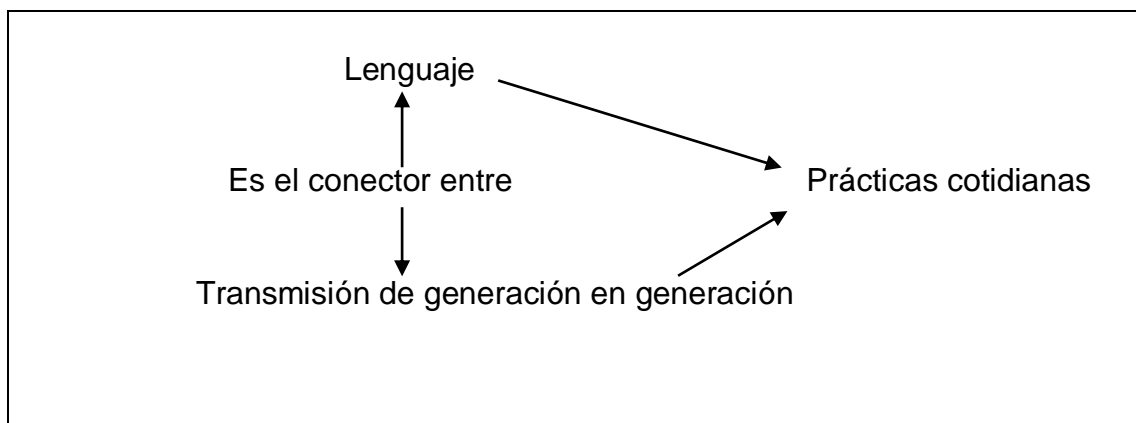 Lenguaje
Es el conector entre
Prácticas cotidianas
Transmisión de generación en generación